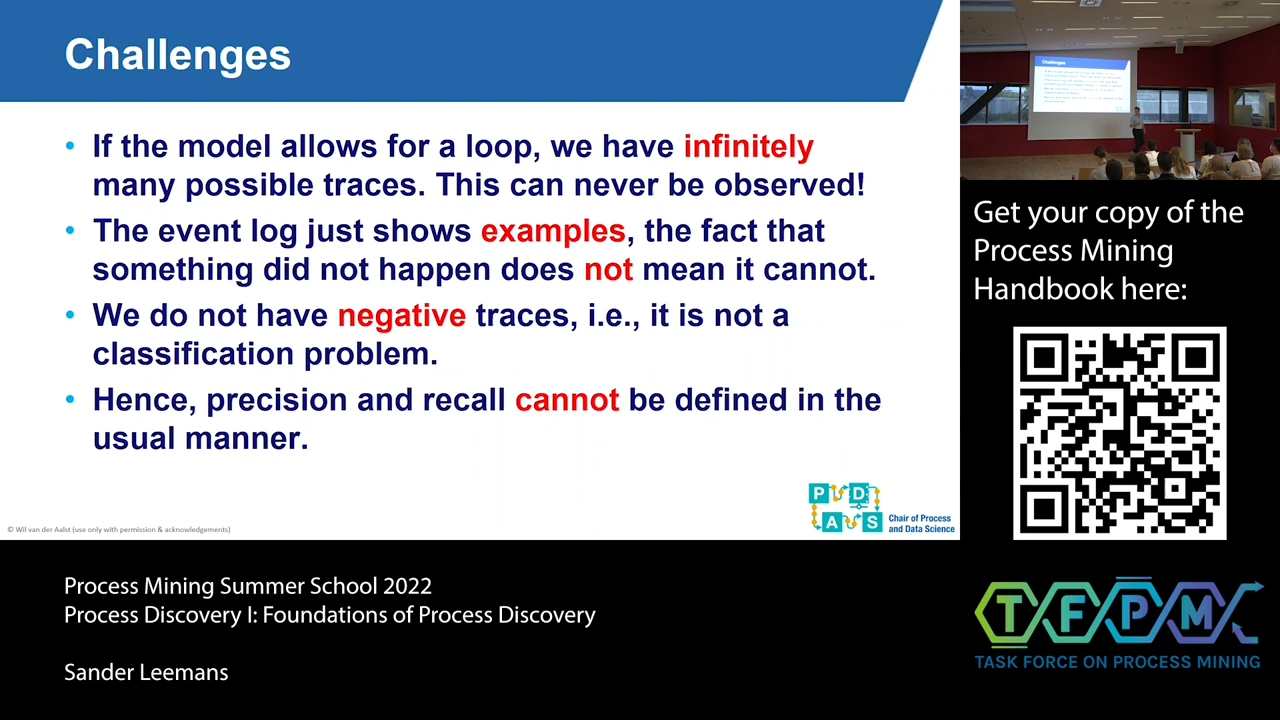 Challenges
• If the model allows for a loop, we have infinitely
many possible traces. This can never be observed!
• The event log just shows examples, the fact that
something did not happen does not mean it cannot.
• We do not have negative traces, i.e., it is not a
classification problem.
• Hence, precision and recall cannot be defined in the
usual manner.
P D
A S
Chair of Process
and Data Science
© Wil van der Aalst (use only with permission & acknowledgements)
Challenges
Get your copy of the
Process Mining
Handbook here:
Process Mining Summer School 2022
Process Discovery I: Foundations of Process Discovery
Sander Leemans
TFPM
TASK FORCE ON PROCESS MINING